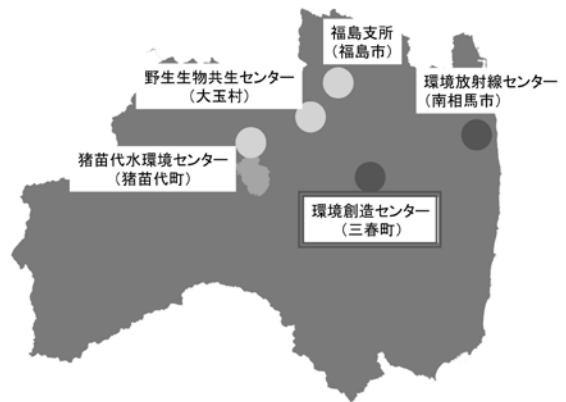 福島支所
（福島市）
野生生物共生センター
（大玉村）
環境放射線センター
（南相馬市）
猪苗代水環境センター
（猪苗代町）
環境創造センター
（三春町）